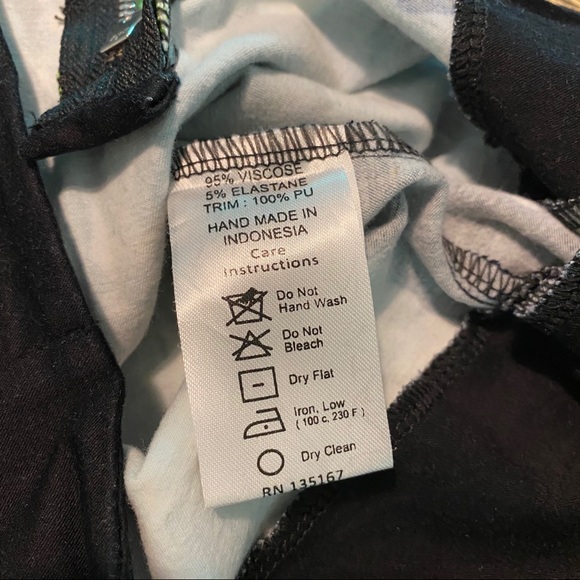 95% VISCOSE
5% ELASTANE
TRIM : 100% PU
HAND MADE IN
INDONESIA
Care
Instructions
Do Not
Hand Wash
Do Not
Bleach
Dry Flat
Iron, Low
( 100 c. 230 F )
Dry Clean
RN 135167